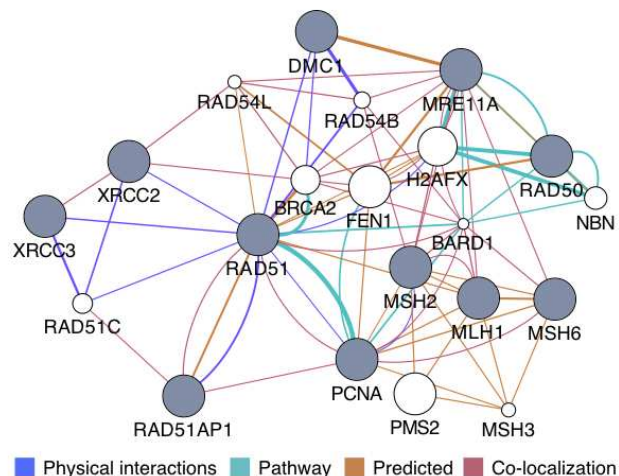 DMC1
MRE11A
RAD54L
RAD54B
H2AFX
RAD50
XRCC2
BRCA2
FEN1
NBN
XRCC3
BARD1
RAD51
MSH2
RAD51C
MLH1
MSH6
PCNA
RAD51AP1
PMS2
MSH3
Physical interactions Pathway Predicted Co-localization